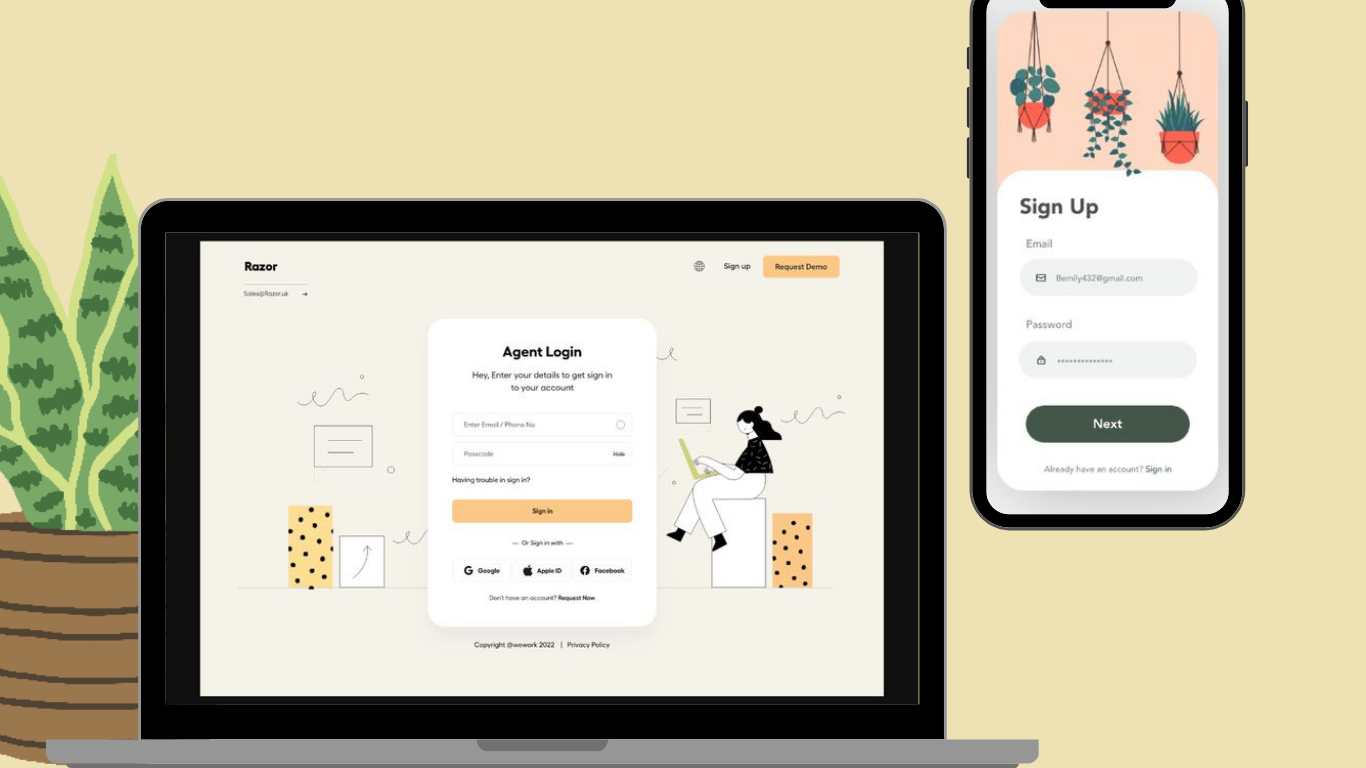 Razor
Sales@Razor.uk
Sign up
Request Demo
Agent Login
Hey, Enter your details to get sign in
to your account
Enter Email / Phone No
Passcode
Hide
Having trouble in sign in?
Sign in
Or Sign in with
Google
Apple ID
Facebook
Don't have an account? Request Now
Copyright @wework 2022 | Privacy Policy
Sign Up
Email
8emily432@gmail.com
Password
Next
Already have an account? Sign in